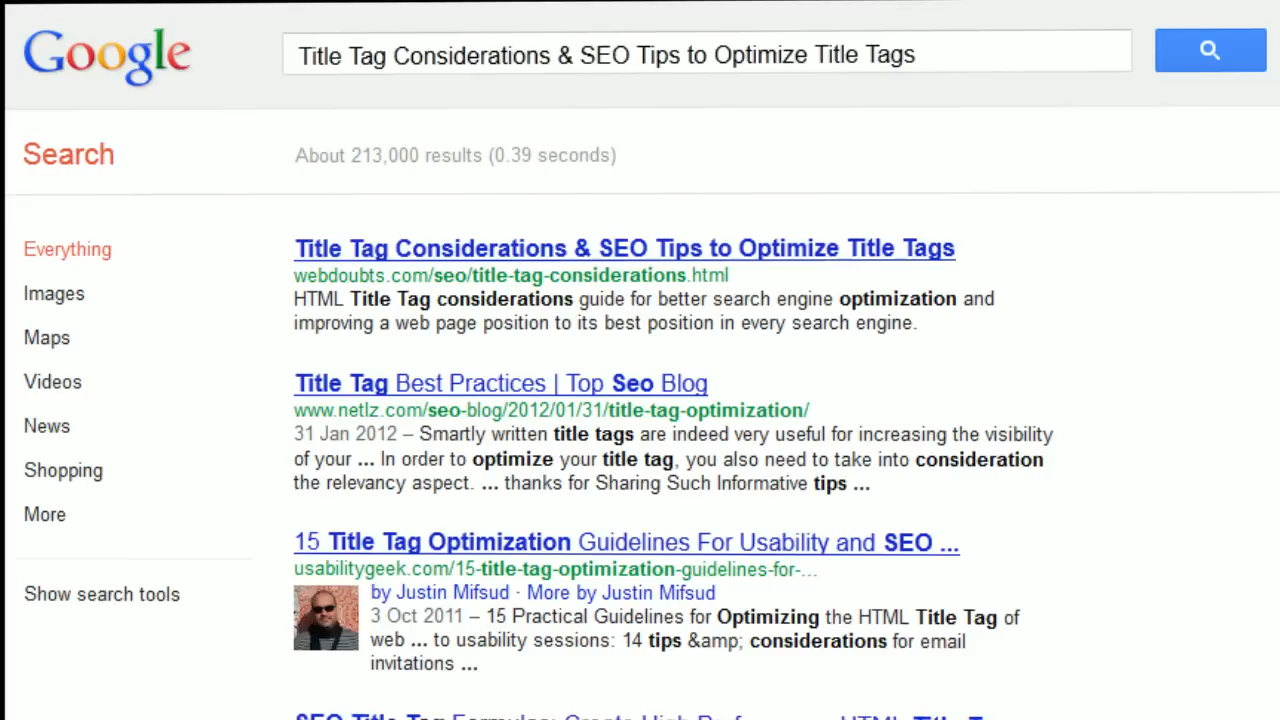 Google
Title Tag Considerations & SEO Tips to Optimize Title Tags
Search
About 213,000 results (0.39 seconds)
Everything
Images
Maps
Videos
News
Shopping
More
Show search tools
Title Tag Considerations & SEO Tips to Optimize Title Tags
webdoubts.com/seo/title-tag-considerations.html
HTML Title Tag considerations guide for better search engine optimization and
improving a web page position to its best position in every search engine.
Title Tag Best Practices | Top Seo Blog
www.netlz.com/seo-blog/2012/01/31/title-tag-optimization/
31 Jan 2012 – Smartly written title tags are indeed very useful for increasing the visibility
of your ... In order to optimize your title tag, you also need to take into consideration
the relevancy aspect. ... thanks for Sharing Such Informative tips ...
15 Title Tag Optimization Guidelines For Usability and SEO ...
usabilitygeek.com/15-title-tag-optimization-guidelines-for-...
by Justin Mifsud · More by Justin Mifsud
3 Oct 2011 – 15 Practical Guidelines for Optimizing the HTML Title Tag of
web ... to usability sessions: 14 tips &amp; considerations for email
invitations ...
SEO Title Tag Formulas: Create High HTML Title